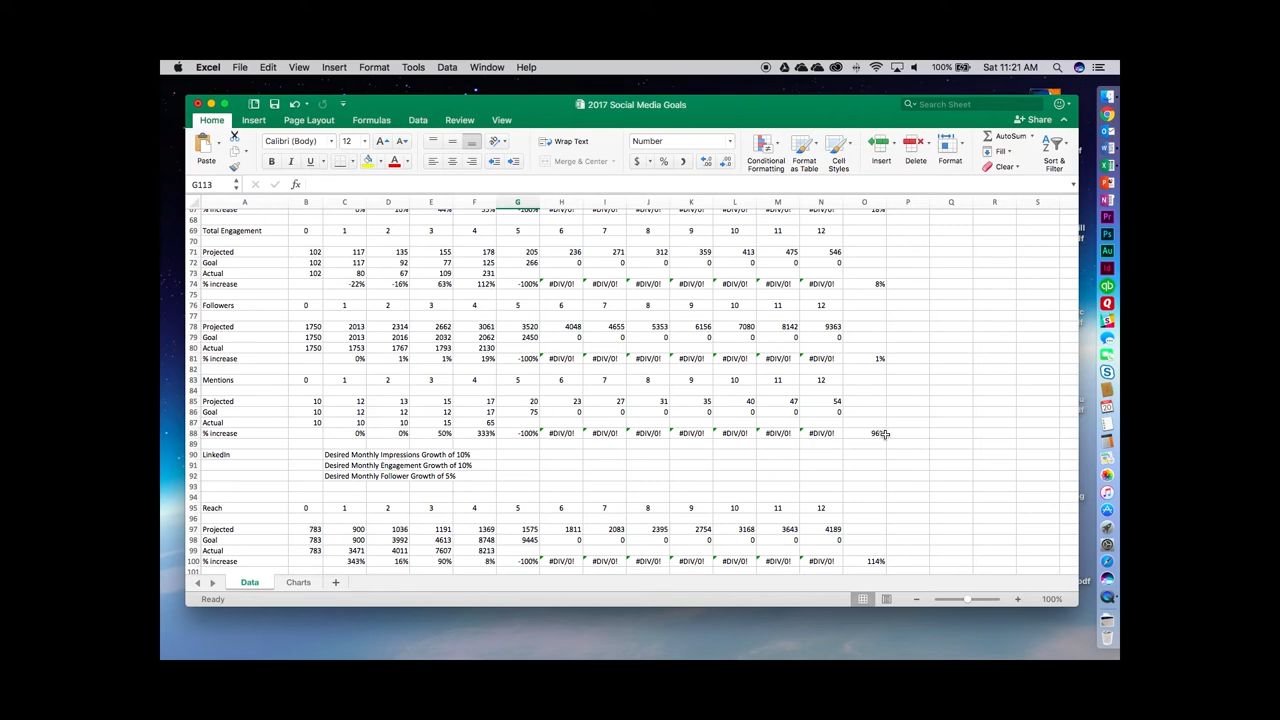 Excel File Edit View Insert Format Tools Data Window Help 100% Sat 11:21 AM
2017 Social Media Goals
Search Sheet
Home Insert Page Layout Formulas Data Review View
Share
Paste
Calibri (Body) 12
Wrap Text
Merge & Center
Number
Conditional Formatting
Format as Table
Cell Styles
Insert
Delete
Format
AutoSum
Fill
Clear
Sort & Filter
G113 fx
A B C D E F G H I J K L M N O P Q R S
68
69 Total Engagement 0 1 2 3 4 5 6 7 8 9 10 11 12
70
71 Projected 102 117 135 155 178 205 236 271 312 359 413 475 546
72 Goal 102 117 92 77 125 266 0 0 0 0 0 0 0
73 Actual 102 80 67 109 231
74 % increase -22% -16% 63% 112% -100% #DIV/0! #DIV/0! #DIV/0! #DIV/0! #DIV/0! #DIV/0! #DIV/0! 8%
75
76 Followers 0 1 2 3 4 5 6 7 8 9 10 11 12
78 Projected 1750 2013 2314 2662 3061 3520 4048 4655 5353 6156 7080 8142 9363
79 Goal 1750 2013 2016 2032 2062 2450 0 0 0 0 0 0 0
80 Actual 1750 1753 1767 1793 2130
81 % increase 0% 1% 1% 19% -100% #DIV/0! #DIV/0! #DIV/0! #DIV/0! #DIV/0! #DIV/0! #DIV/0! 1%
82
83 Mentions 0 1 2 3 4 5 6 7 8 9 10 11 12
84
85 Projected 10 12 13 15 17 20 23 27 31 35 40 47 54
86 Goal 10 12 12 12 17 75 0 0 0 0 0 0 0
87 Actual 10 10 10 15 65
88 % increase 0% 0% 50% 333% -100% #DIV/0! #DIV/0! #DIV/0! #DIV/0! #DIV/0! #DIV/0! #DIV/0! 96%
89
90 LinkedIn Desired Monthly Impressions Growth of 10%
91 Desired Monthly Engagement Growth of 10%
92 Desired Monthly Follower Growth of 5%
93
94
95 Reach 0 1 2 3 4 5 6 7 8 9 10 11 12
96
97 Projected 783 900 1036 1191 1369 1575 1811 2083 2395 2754 3168 3643 4189
98 Goal 783 900 3992 4613 8748 9445 0 0 0 0 0 0 0
99 Actual 783 3471 4011 7607 8213
100 % increase 343% 16% 90% 8% -100% #DIV/0! #DIV/0! #DIV/0! #DIV/0! #DIV/0! #DIV/0! #DIV/0! 114%
Data Charts
Ready 100%